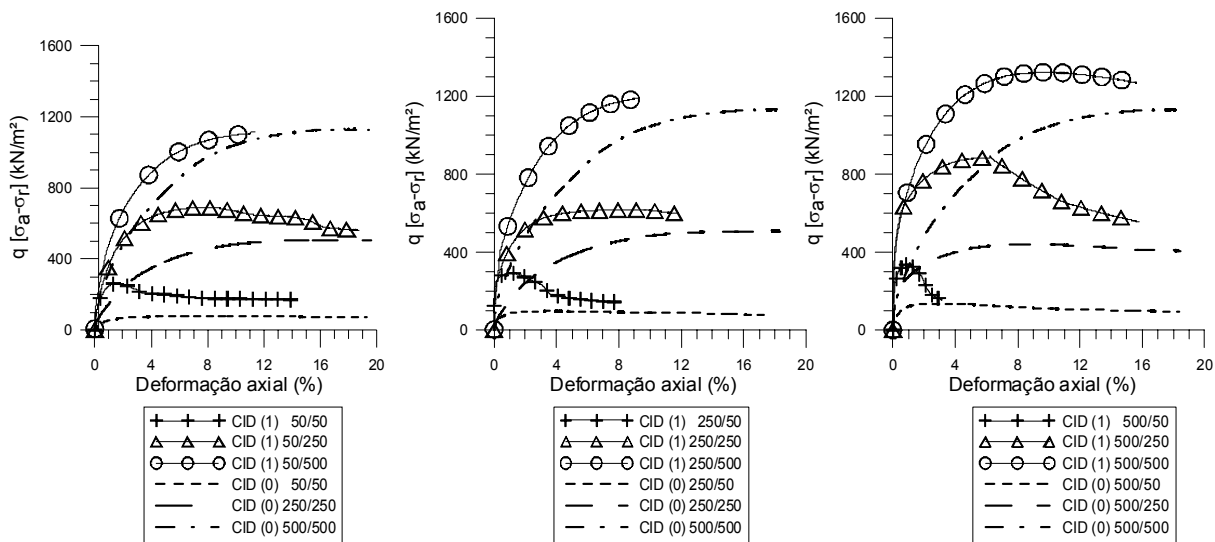 1600
1200
800
400
0
q [σa-σr] (kN/m²)
0 4 8 12 16 20
Deformação axial (%)
CID (1) 50/50
CID (1) 50/250
CID (1) 50/500
CID (0) 50/50
CID (0) 250/250
CID (0) 500/500
1600
1200
800
400
0
q [σa-σr] (kN/m²)
0 4 8 12 16 20
Deformação axial (%)
CID (1) 250/50
CID (1) 250/250
CID (1) 250/500
CID (0) 250/50
CID (0) 250/250
CID (0) 500/500
1600
1200
800
400
0
q [σa-σr] (kN/m²)
0 4 8 12 16 20
Deformação axial (%)
CID (1) 500/50
CID (1) 500/250
CID (1) 500/500
CID (0) 500/50
CID (0) 500/250
CID (0) 500/500